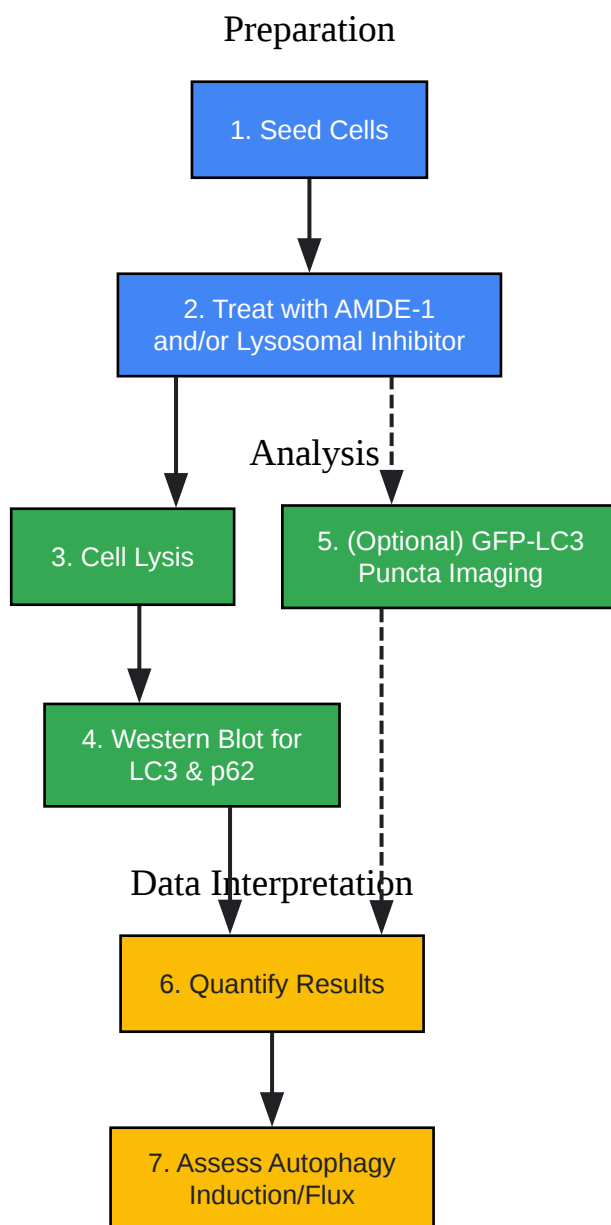 Preparation
1. Seed Cells
2. Treat with AMDE-1
and/or Lysosomal Inhibitor
Analysis
3. Cell Lysis
5. (Optional) GFP-LC3
Puncta Imaging
4. Western Blot for
LC3 & p62
Data Interpretation
6. Quantify Results
7. Assess Autophagy
Induction/Flux